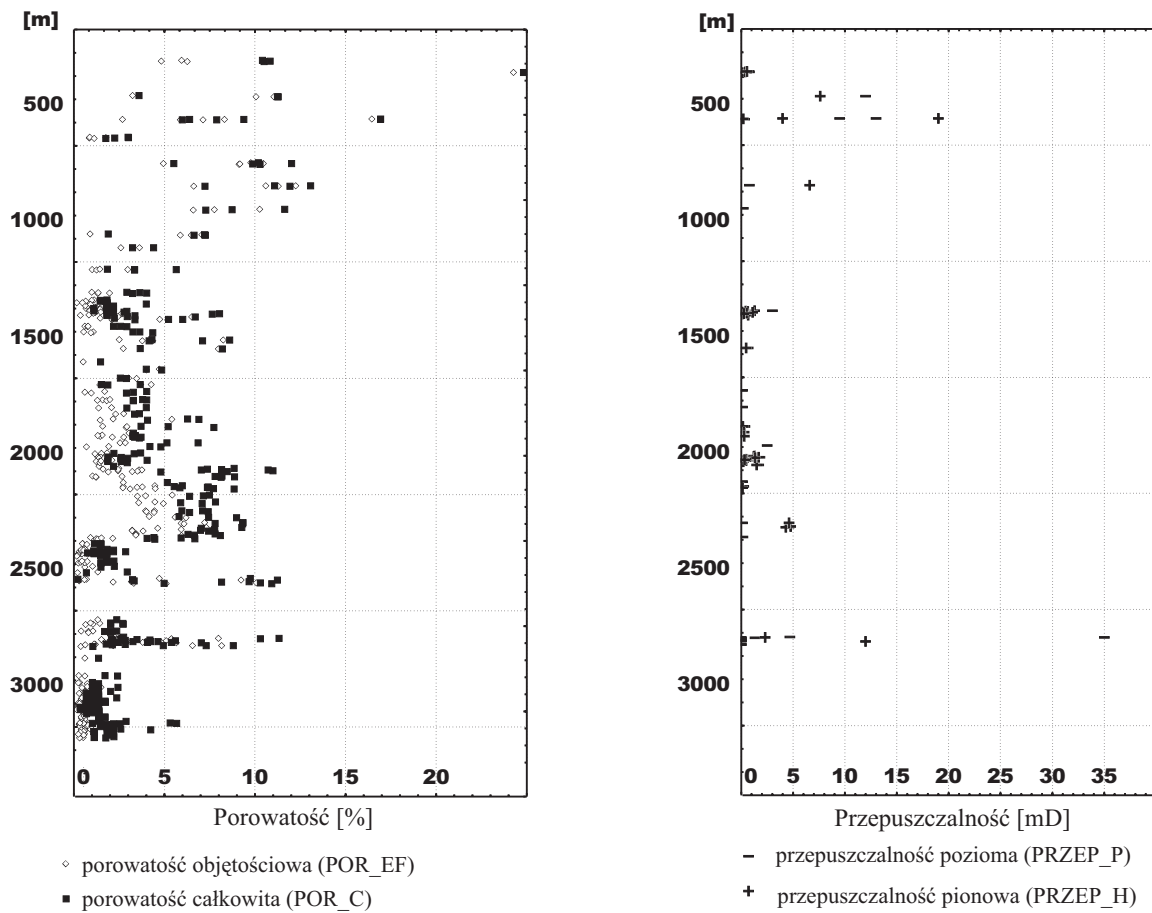 [m]
500
1000
1500
2000
2500
3000
0 5 10 15 20
Porowatość [%]
porowatość objętościowa (POR_EF)
porowatość całkowita (POR_C)
[m]
500
1000
1500
2000
2500
3000
0 5 10 15 20 25 30 35
Przepuszczalność [mD]
przepuszczalność pozioma (PRZEP_P)
przepuszczalność pionowa (PRZEP_H)